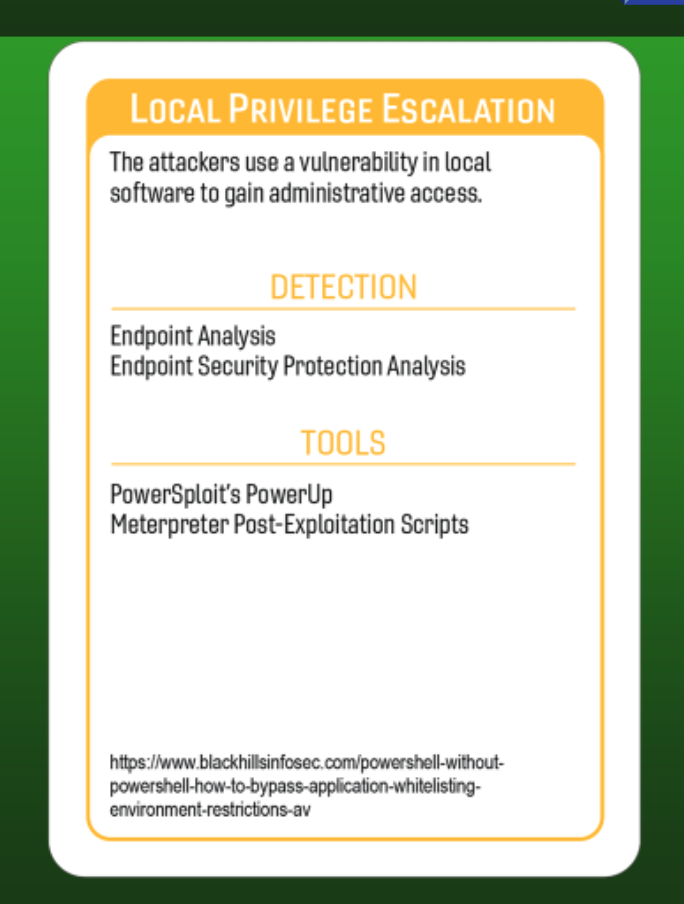 LOCAL PRIVILEGE ESCALATION
The attackers use a vulnerability in local
software to gain administrative access.
DETECTION
Endpoint Analysis
Endpoint Security Protection Analysis
TOOLS
PowerSploit's PowerUp
Meterpreter Post-Exploitation Scripts
https://www.blackhillsinfosec.com/powershell-without-
powershell-how-to-bypass-application-whitelisting-
environment-restrictions-av